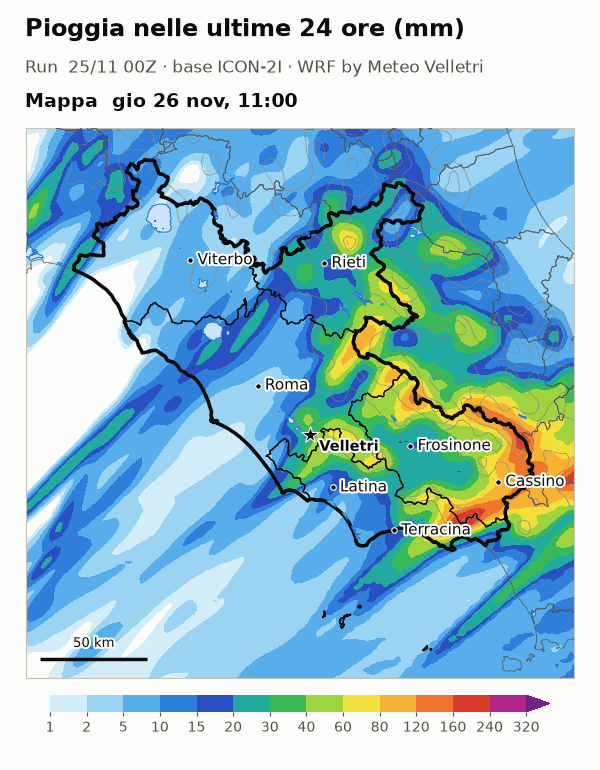 Pioggia nelle ultime 24 ore (mm)
Run  25/11 00Z · base ICON-2I · WRF by Meteo Velletri
Mappa  gio 26 nov, 11:00
Viterbo
Rieti
Roma
Velletri
Frosinone
Latina
Cassino
Terracina
50 km
1 2 5 10 15 20 30 40 60 80 120 160 240 320